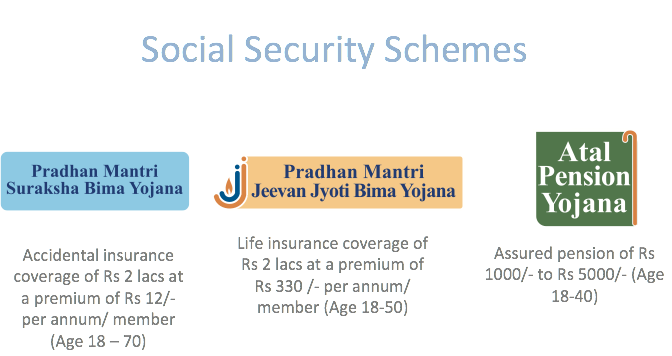 Social Security Schemes
Pradhan Mantri
Suraksha Bima Yojana
Accidental insurance
coverage of Rs 2 lacs at
a premium of Rs 12/-
per annum/ member
(Age 18 – 70)
Pradhan Mantri
Jeevan Jyoti Bima Yojana
Life insurance coverage of
Rs 2 lacs at a premium of
Rs 330 /- per annum/
member (Age 18-50)
Atal
Pension
Yojana
Assured pension of Rs
1000/- to Rs 5000/- (Age
18-40)